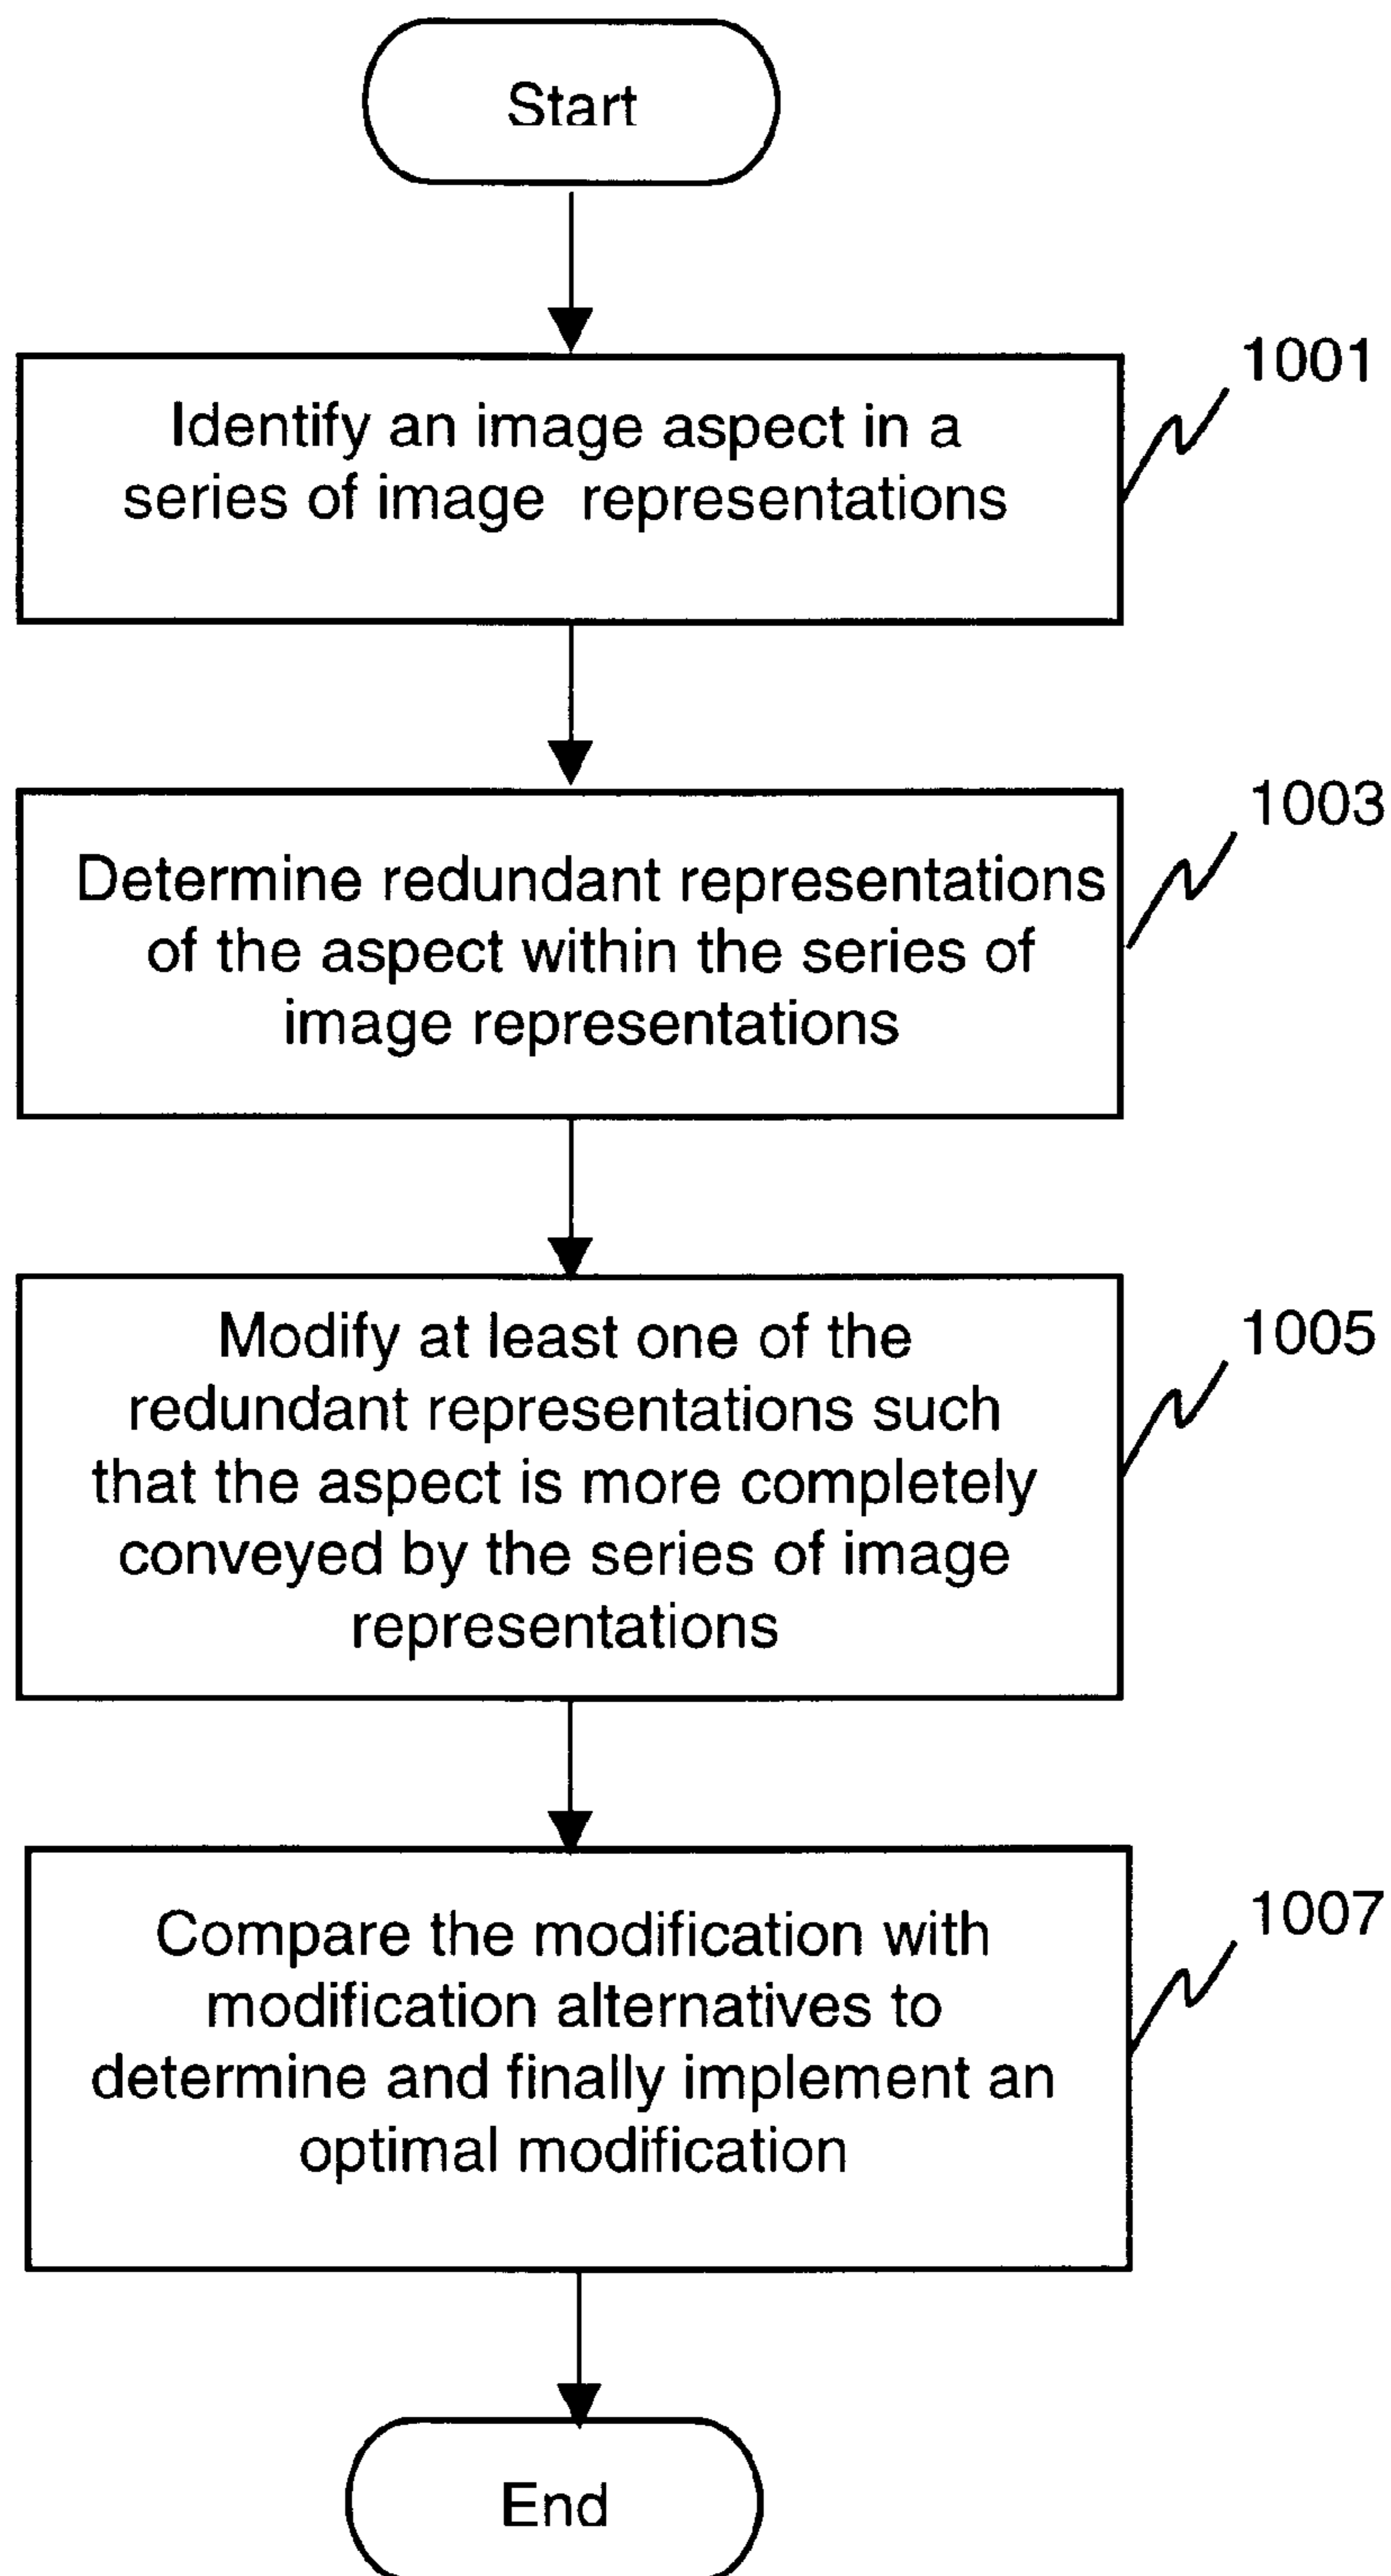 Start
1001
Identify an image aspect in a
series of image representations
1003
Determine redundant representations
of the aspect within the series of
image representations
1005
Modify at least one of the
redundant representations such
that the aspect is more completely
conveyed by the series of image
representations
1007
Compare the modification with
modification alternatives to
determine and finally implement an
optimal modification
End